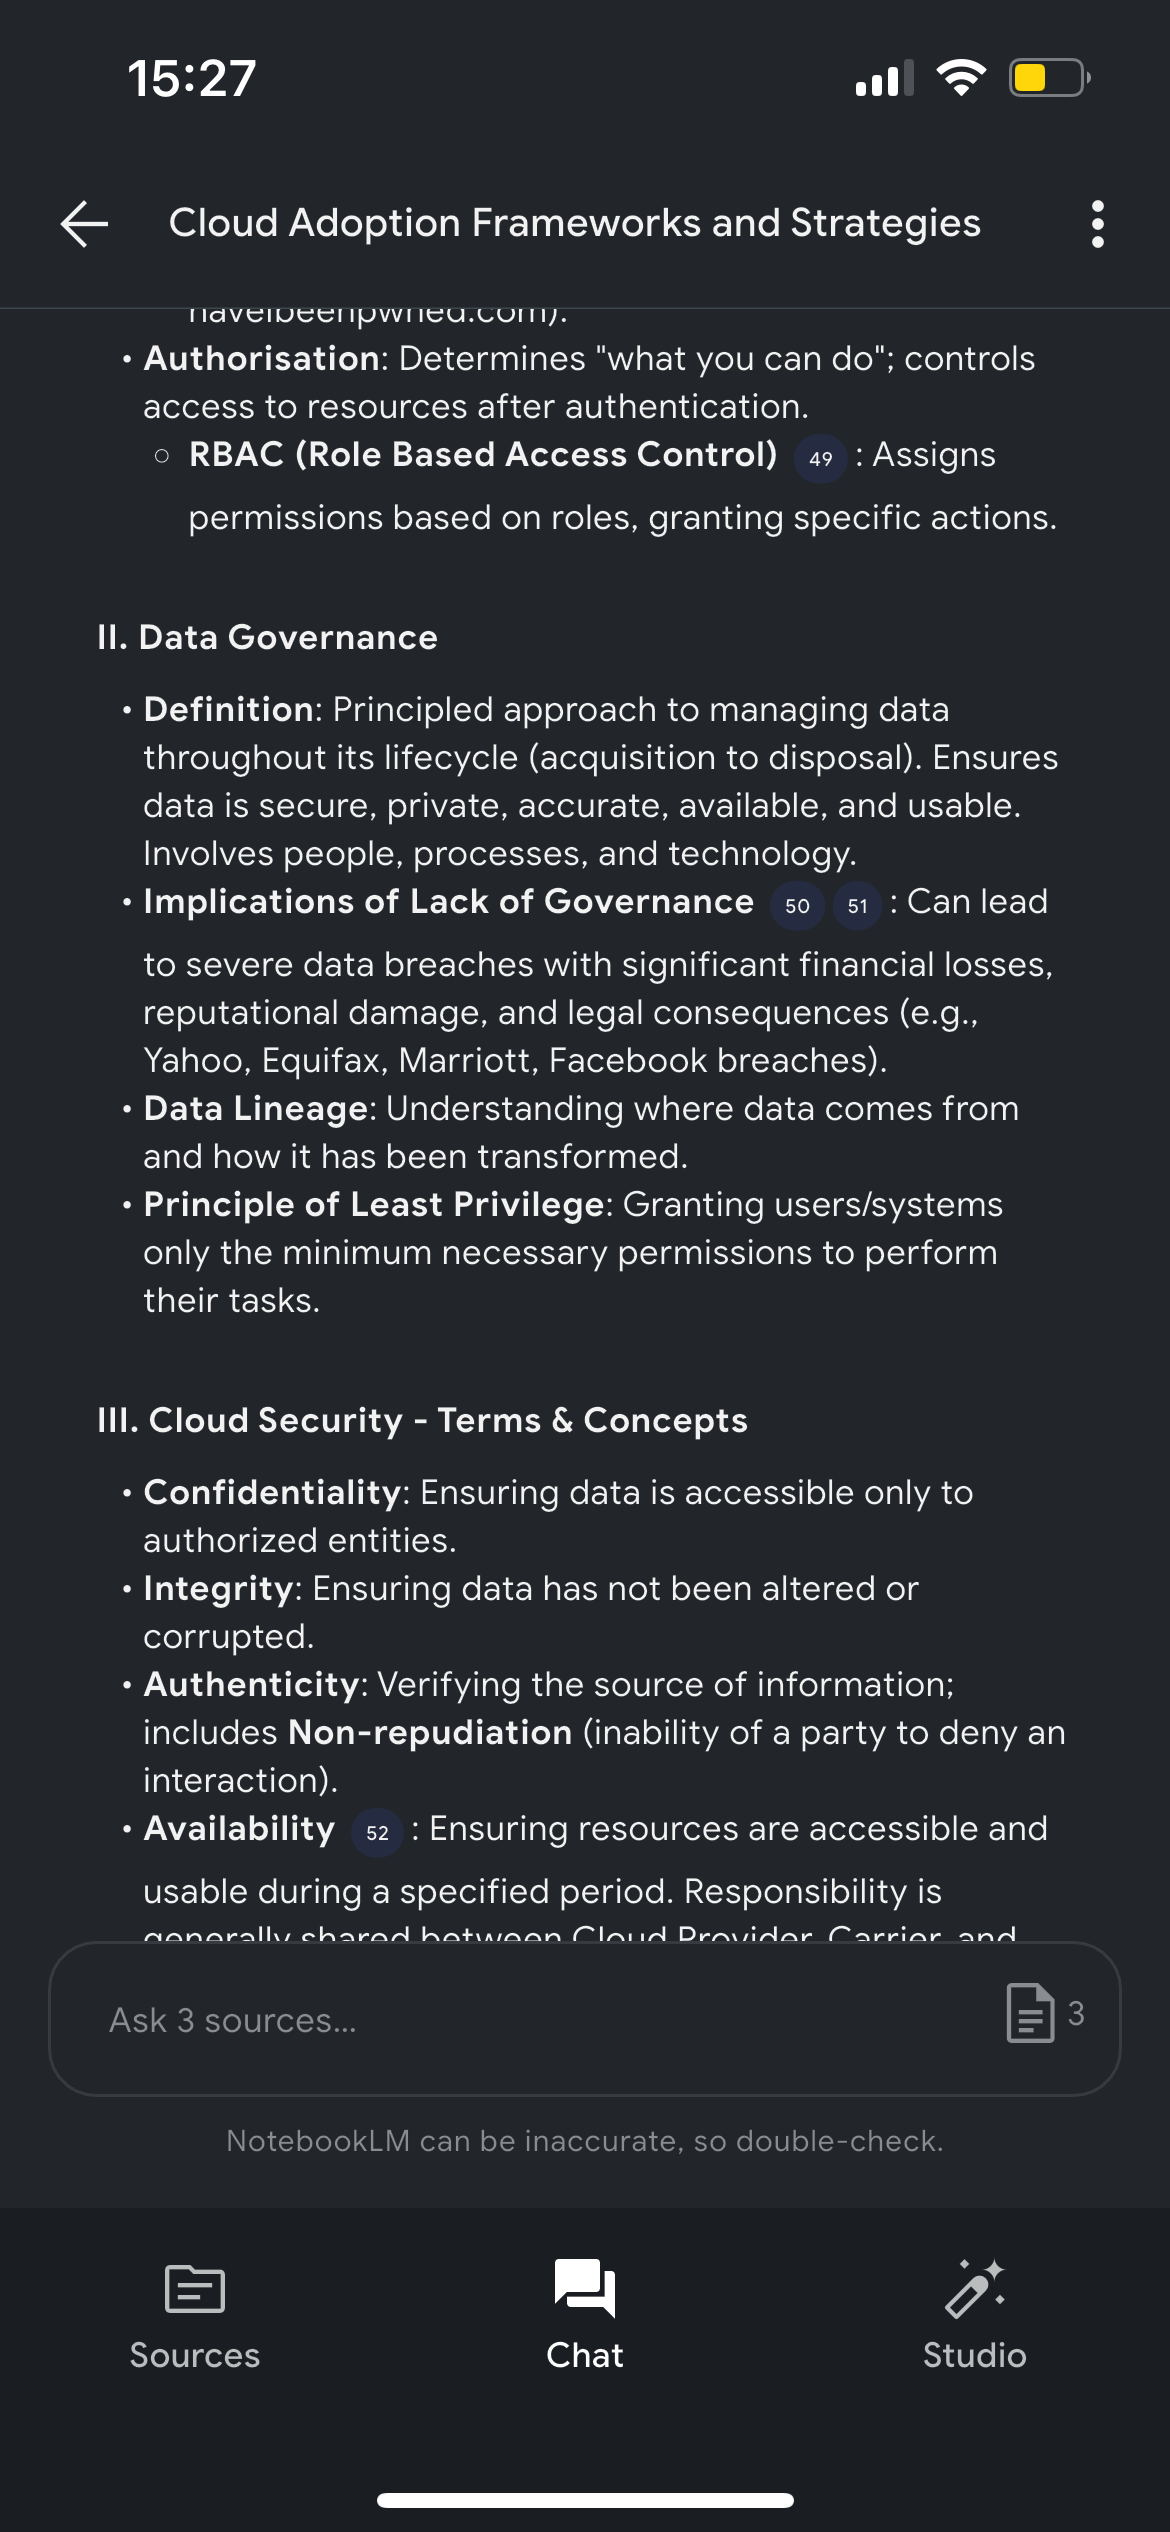 15:27
Cloud Adoption Frameworks and Strategies
haveibeenpwned.com).
• Authorisation: Determines "what you can do"; controls
access to resources after authentication.
○ RBAC (Role Based Access Control) 49 : Assigns
permissions based on roles, granting specific actions.
II. Data Governance
• Definition: Principled approach to managing data
throughout its lifecycle (acquisition to disposal). Ensures
data is secure, private, accurate, available, and usable.
Involves people, processes, and technology.
• Implications of Lack of Governance 50 51 : Can lead
to severe data breaches with significant financial losses,
reputational damage, and legal consequences (e.g.,
Yahoo, Equifax, Marriott, Facebook breaches).
• Data Lineage: Understanding where data comes from
and how it has been transformed.
• Principle of Least Privilege: Granting users/systems
only the minimum necessary permissions to perform
their tasks.
III. Cloud Security - Terms & Concepts
• Confidentiality: Ensuring data is accessible only to
authorized entities.
• Integrity: Ensuring data has not been altered or
corrupted.
• Authenticity: Verifying the source of information;
includes Non-repudiation (inability of a party to deny an
interaction).
• Availability 52 : Ensuring resources are accessible and
usable during a specified period. Responsibility is
generally shared between Cloud Provider, Carrier, and
Ask 3 sources...
3
NotebookLM can be inaccurate, so double-check.
Sources
Chat
Studio